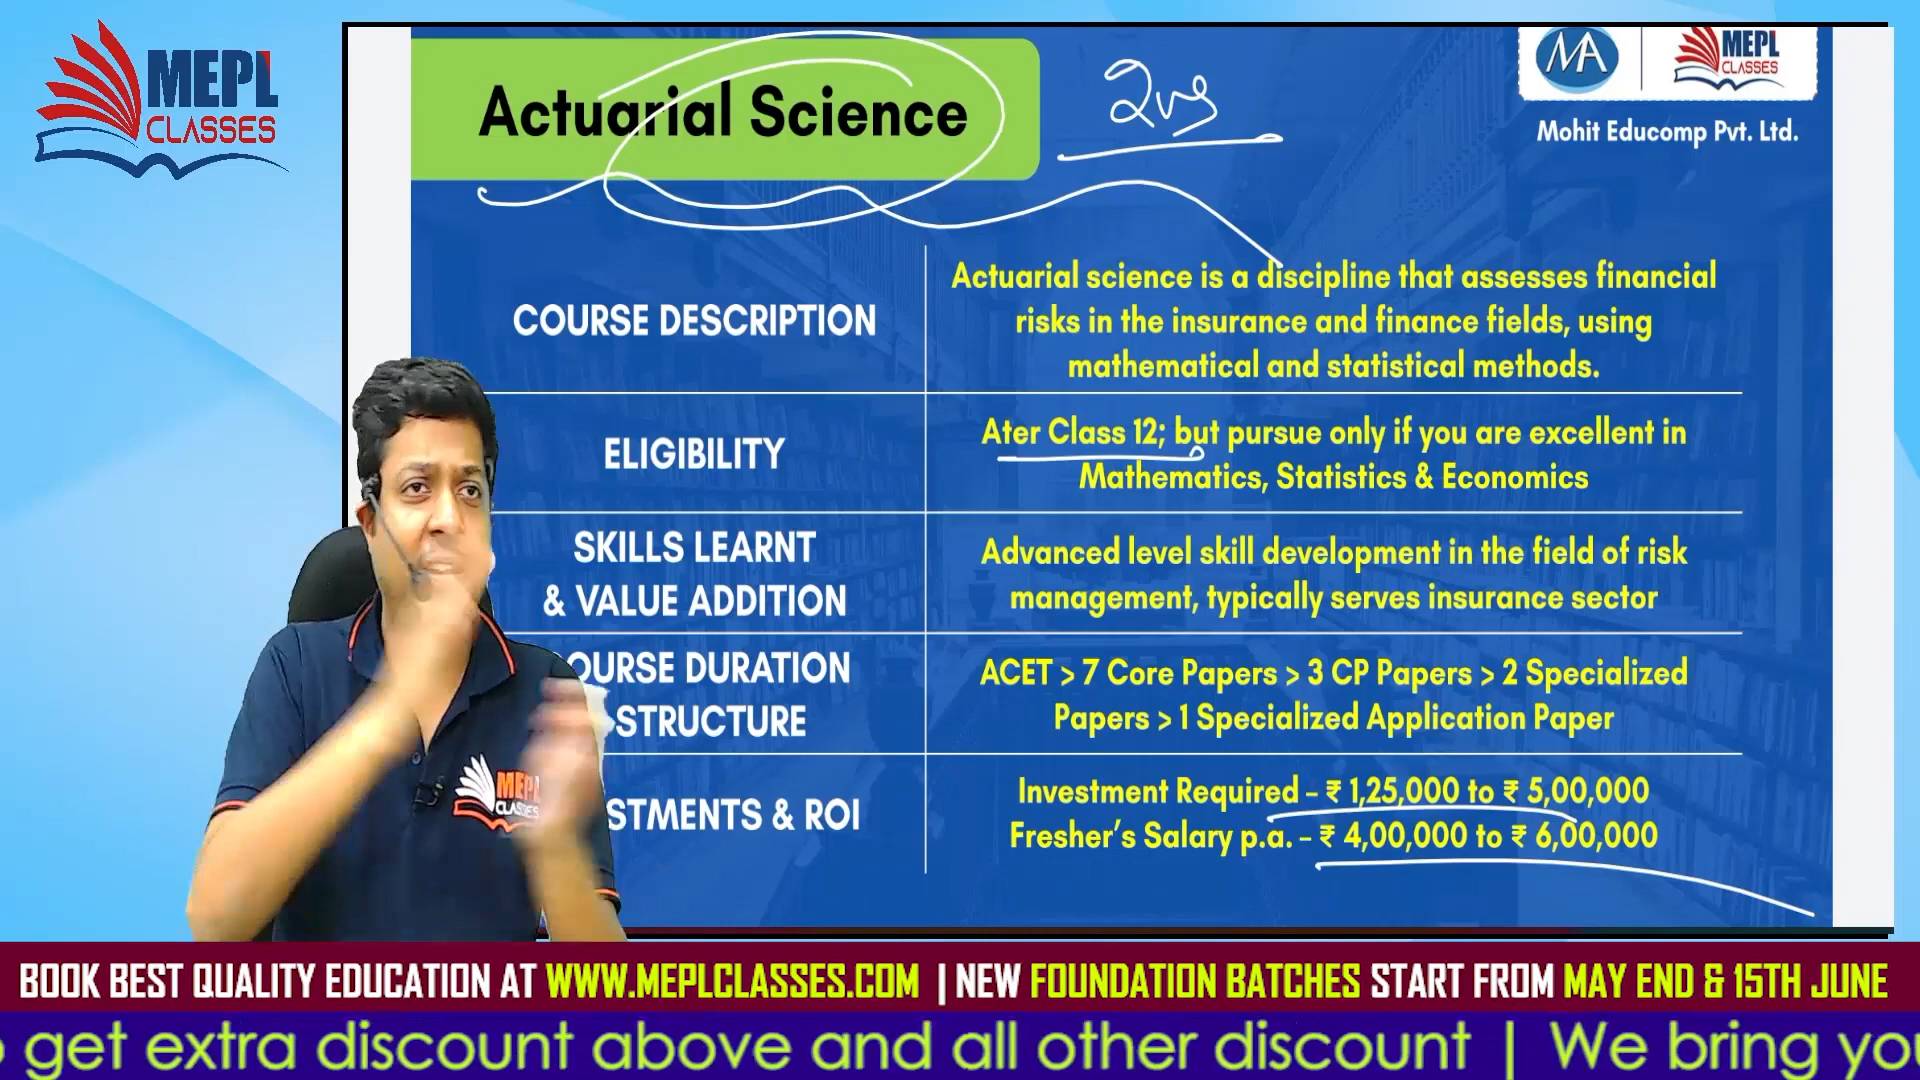 MEPL
CLASSES
Actuarial Science
MA
MEPL
CLASSES
Mohit Educomp Pvt. Ltd.
COURSE DESCRIPTION
Actuarial science is a discipline that assesses financial
risks in the insurance and finance fields, using
mathematical and statistical methods.
ELIGIBILITY
Ater Class 12; but pursue only if you are excellent in
Mathematics, Statistics & Economics
SKILLS LEARNT
& VALUE ADDITION
Advanced level skill development in the field of risk
management, typically serves insurance sector
OURSE DURATION
STRUCTURE
ACET > 7 Core Papers > 3 CP Papers > 2 Specialized
Papers > 1 Specialized Application Paper
STMENTS & ROI
Investment Required – ₹ 1,25,000 to ₹ 5,00,000
Fresher's Salary p.a. – ₹ 4,00,000 to ₹ 6,00,000
MEPL
CLASSES
BOOK BEST QUALITY EDUCATION AT WWW.MEPLCLASSES.COM | NEW FOUNDATION BATCHES START FROM MAY END & 15TH JUNE
get extra discount above and all other discount | We bring you